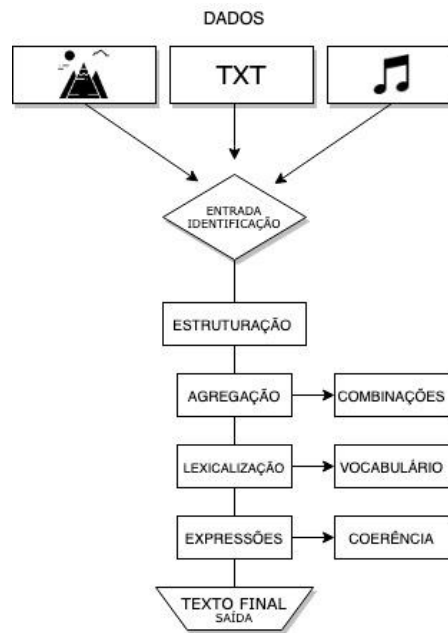 DADOS
TXT
ENTRADA
IDENTIFICAÇÃO
ESTRUTURAÇÃO
AGREGAÇÃO
COMBINAÇÕES
LEXICALIZAÇÃO
VOCABULÁRIO
EXPRESSÕES
COERÊNCIA
TEXTO FINAL
SAÍDA